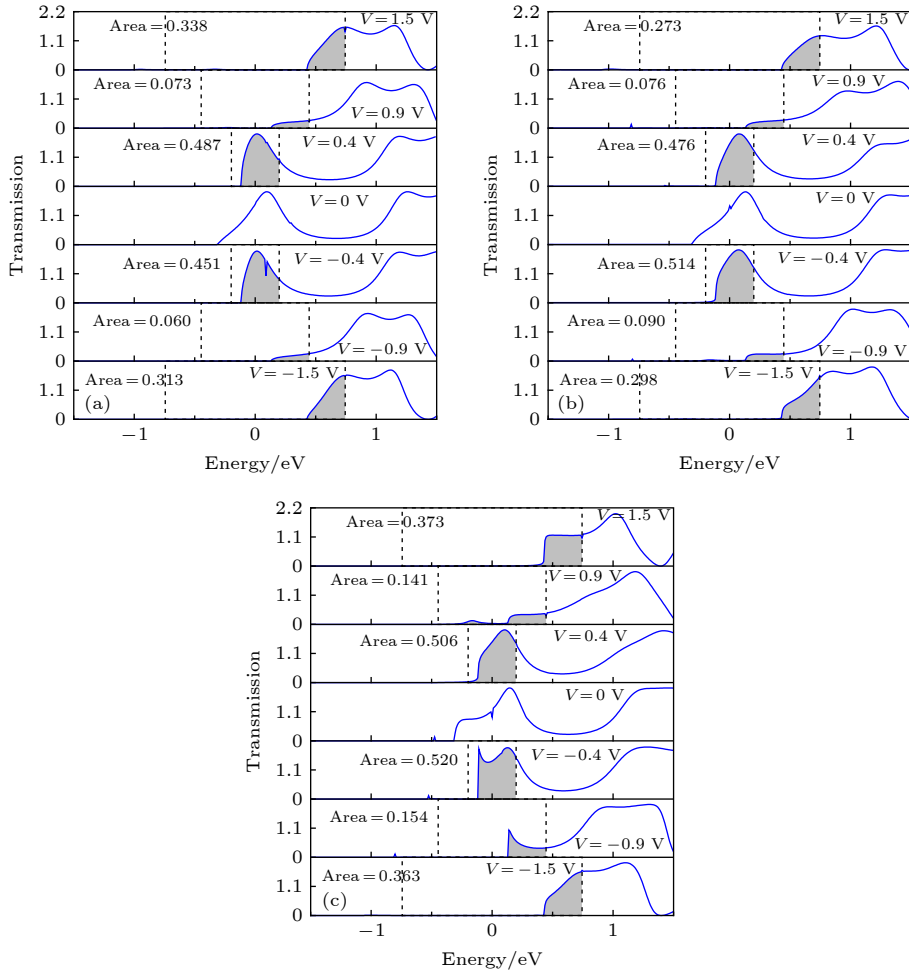 2.2
Area=0.338
V=1.5 V
0
Area=0.073
1.1
V=0.9 V
0
Area=0.487
V=0.4 V
1.1
0
V=0 V
1.1
0
Area=0.451
V=−0.4 V
1.1
0
Area=0.060
1.1
V=−0.9 V
0
Area=0.313
V=−1.5 V
1.1
(a)
0
−1 0 1
Energy/eV
Transmission
2.2
Area=0.273
V=1.5 V
0
Area=0.076
V=0.9 V
1.1
0
Area=0.476
V=0.4 V
1.1
0
V=0 V
1.1
0
Area=0.514
V=−0.4 V
1.1
0
Area=0.090
1.1
V=−0.9 V
0
Area=0.298
V=−1.5 V
1.1
(b)
0
−1 0 1
Energy/eV
Transmission
2.2
V=1.5 V
Area=0.373
1.1
0
Area=0.141
V=0.9 V
1.1
0
Area=0.506
V=0.4 V
1.1
0
V=0 V
1.1
0
Area=0.520
V=−0.4 V
1.1
0
Area=0.154
1.1
V=−0.9 V
0
Area=0.363
V=−1.5 V
1.1
(c)
0
−1 0 1
Energy/eV
Transmission